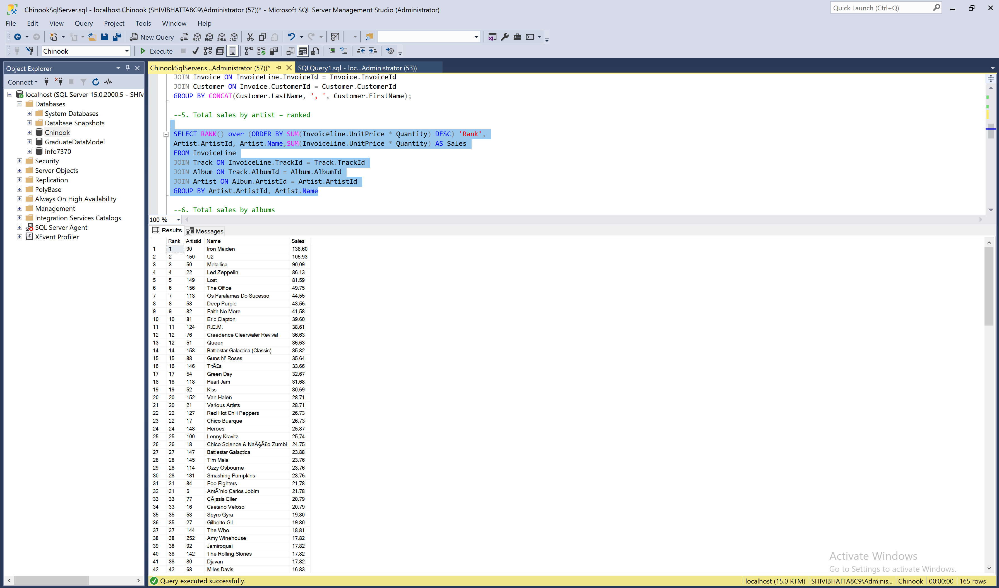 ChinookSqlServer.sql - localhost.Chinook (SHIVIBHATTA8C9\Administrator (57))* - Microsoft SQL Server Management Studio (Administrator)
Quick Launch (Ctrl+Q)
File Edit View Query Project Tools Window Help
New Query MDX DMX XMLA DAX
Chinook Execute
Object Explorer
Connect
localhost (SQL Server 15.0.2000.5 - SHIV
Databases
System Databases
Database Snapshots
Chinook
GraduateDataModel
info7370
Security
Server Objects
Replication
PolyBase
Always On High Availability
Management
Integration Services Catalogs
SQL Server Agent
XEvent Profiler
ChinookSqlServer.s...Administrator (57))* SQLQuery1.sql - loc...Administrator (53))
JOIN Invoice ON InvoiceLine.InvoiceId = Invoice.InvoiceId
JOIN Customer ON Invoice.CustomerId = Customer.CustomerId
GROUP BY CONCAT(Customer.LastName, ', ', Customer.FirstName);
--5. Total sales by artist – ranked
SELECT RANK() over (ORDER BY SUM(Invoiceline.UnitPrice * Quantity) DESC) 'Rank',
Artist.ArtistId, Artist.Name,SUM(Invoiceline.UnitPrice * Quantity) AS Sales
FROM InvoiceLine
JOIN Track ON InvoiceLine.TrackId = Track.TrackId
JOIN Album ON Track.AlbumId = Album.AlbumId
JOIN Artist ON Album.ArtistId = Artist.ArtistId
GROUP BY Artist.ArtistId, Artist.Name
--6. Total sales by albums
100 %
Results Messages
Rank ArtistId Name Sales
1 1 90 Iron Maiden 138.60
2 2 150 U2 105.93
3 3 50 Metallica 90.09
4 4 22 Led Zeppelin 86.13
5 5 149 Lost 81.59
6 6 156 The Office 49.75
7 7 113 Os Paralamas Do Sucesso 44.55
8 8 58 Deep Purple 43.56
9 9 82 Faith No More 41.58
10 10 81 Eric Clapton 39.60
11 11 124 R.E.M. 38.61
12 12 76 Creedence Clearwater Revival 36.63
13 12 51 Queen 36.63
14 14 158 Battlestar Galactica (Classic) 35.82
15 15 88 Guns N' Roses 35.64
16 16 146 TitÃ£s 33.66
17 17 54 Green Day 32.67
18 18 118 Pearl Jam 31.68
19 19 52 Kiss 30.69
20 20 152 Van Halen 28.71
21 20 21 Various Artists 28.71
22 22 127 Red Hot Chili Peppers 26.73
23 22 17 Chico Buarque 26.73
24 24 148 Heroes 25.87
25 25 100 Lenny Kravitz 25.74
26 26 18 Chico Science & NaÃ§Ã£o Zumbi 24.75
27 27 147 Battlestar Galactica 23.88
28 28 145 Tim Maia 23.76
29 28 114 Ozzy Osbourne 23.76
30 28 131 Smashing Pumpkins 23.76
31 31 84 Foo Fighters 21.78
32 31 6 AntÃ´nio Carlos Jobim 21.78
33 33 77 CÃ¡ssia Eller 20.79
34 33 16 Caetano Veloso 20.79
35 35 53 Spyro Gyra 19.80
36 35 27 Gilberto Gil 19.80
37 37 144 The Who 18.81
38 38 252 Amy Winehouse 17.82
39 38 92 Jamiroquai 17.82
40 38 142 The Rolling Stones 17.82
41 38 80 Djavan 17.82
42 42 68 Miles Davis 16.83
Activate Windows
Go to Settings to activate Windows.
Query executed successfully. localhost (15.0 RTM) SHIVIBHATTA8C9\Adminis... Chinook 00:00:00 165 rows